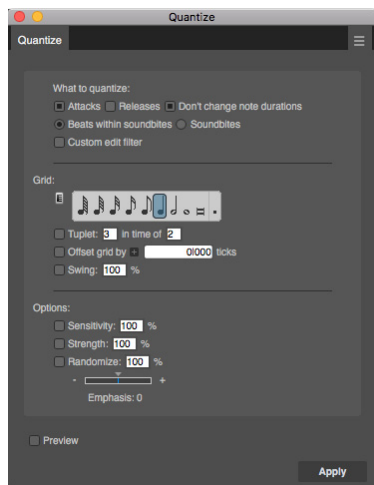 Quantize
Quantize
What to quantize:
Attacks Releases Don't change note durations
Beats within soundbites Soundbites
Custom edit filter
Grid:
Tuplet: 3 in time of 2
Offset grid by 0|000 ticks
Swing: 100 %
Options:
Sensitivity: 100 %
Strength: 100 %
Randomize: 100 %
- +
Emphasis: 0
Preview
Apply